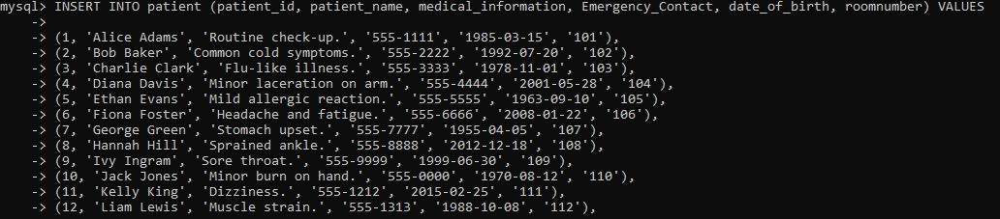 mysql> INSERT INTO patient (patient_id, patient_name, medical_information, Emergency_Contact, date_of_birth, roomnumber) VALUES
    ->
    -> (1, 'Alice Adams', 'Routine check-up.', '555-1111', '1985-03-15', '101'),
    -> (2, 'Bob Baker', 'Common cold symptoms.', '555-2222', '1992-07-20', '102'),
    -> (3, 'Charlie Clark', 'Flu-like illness.', '555-3333', '1978-11-01', '103'),
    -> (4, 'Diana Davis', 'Minor laceration on arm.', '555-4444', '2001-05-28', '104'),
    -> (5, 'Ethan Evans', 'Mild allergic reaction.', '555-5555', '1963-09-10', '105'),
    -> (6, 'Fiona Foster', 'Headache and fatigue.', '555-6666', '2008-01-22', '106'),
    -> (7, 'George Green', 'Stomach upset.', '555-7777', '1955-04-05', '107'),
    -> (8, 'Hannah Hill', 'Sprained ankle.', '555-8888', '2012-12-18', '108'),
    -> (9, 'Ivy Ingram', 'Sore throat.', '555-9999', '1999-06-30', '109'),
    -> (10, 'Jack Jones', 'Minor burn on hand.', '555-0000', '1970-08-12', '110'),
    -> (11, 'Kelly King', 'Dizziness.', '555-1212', '2015-02-25', '111'),
    -> (12, 'Liam Lewis', 'Muscle strain.', '555-1313', '1988-10-08', '112'),